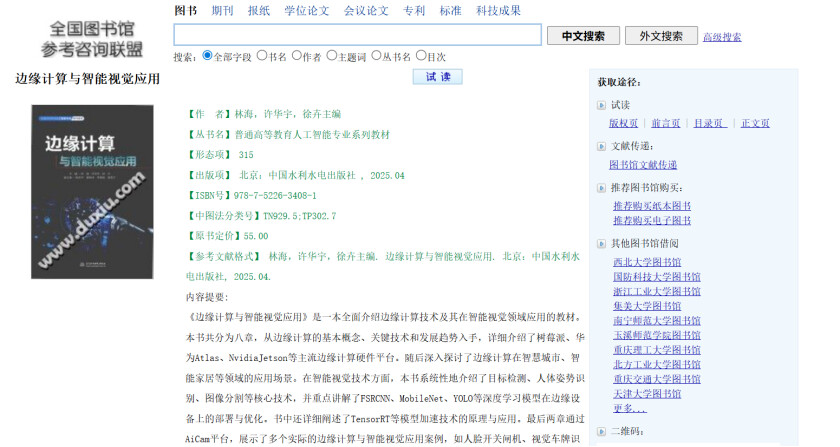 图书 期刊 报纸 学位论文 会议论文 专利 标准 科技成果
全国图书馆
参考咨询联盟
中文搜索 外文搜索 高级搜索
搜索: 全部字段 书名 作者 主题词 丛书名 目次
边缘计算与智能视觉应用
试 读
边缘计算
与智能视觉应用
www.duxiu.com
【作 者】林海, 许华宇, 徐卉主编
【丛书名】普通高等教育人工智能专业系列教材
【形态项】 315
【出版项】 北京: 中国水利水电出版社 , 2025.04
【ISBN号】978-7-5226-3408-1
【中图法分类号】TN929.5;TP302.7
【原书定价】55.00
【参考文献格式】 林海, 许华宇, 徐卉主编. 边缘计算与智能视觉应用. 北京: 中国水利水
电出版社, 2025.04.
内容提要:
《边缘计算与智能视觉应用》是一本全面介绍边缘计算技术及其在智能视觉领域应用的教材。
本书共分为八章, 从边缘计算的基本概念、关键技术和发展趋势入手, 详细介绍了树莓派、华
为Atlas、NvidiaJetson等主流边缘计算硬件平台。随后深入探讨了边缘计算在智慧城市、智
能家居等领域的应用场景。在智能视觉技术方面, 本书系统性地介绍了目标检测、人体姿势识
别、图像分割等核心技术, 并重点讲解了FSRCNN、MobileNet、YOLO等深度学习模型在边缘设
备上的部署与优化。书中还详细阐述了TensorRT等模型加速技术的原理与应用。最后两章通过
AiCam平台, 展示了多个实际的边缘计算与智能视觉应用案例, 如人脸开关闸机、视觉车牌识
获取途径:
试读
版权页 | 前言页 | 目录页 | 正文页
文献传递:
图书馆文献传递
推荐图书馆购买:
推荐购买纸本图书
推荐购买电子图书
其他图书馆借阅
西北大学图书馆
国防科技大学图书馆
浙江工业大学图书馆
集美大学图书馆
南宁师范大学图书馆
玉溪师范学院图书馆
重庆理工大学图书馆
北方工业大学图书馆
重庆交通大学图书馆
天津大学图书馆
更多...
二维码: